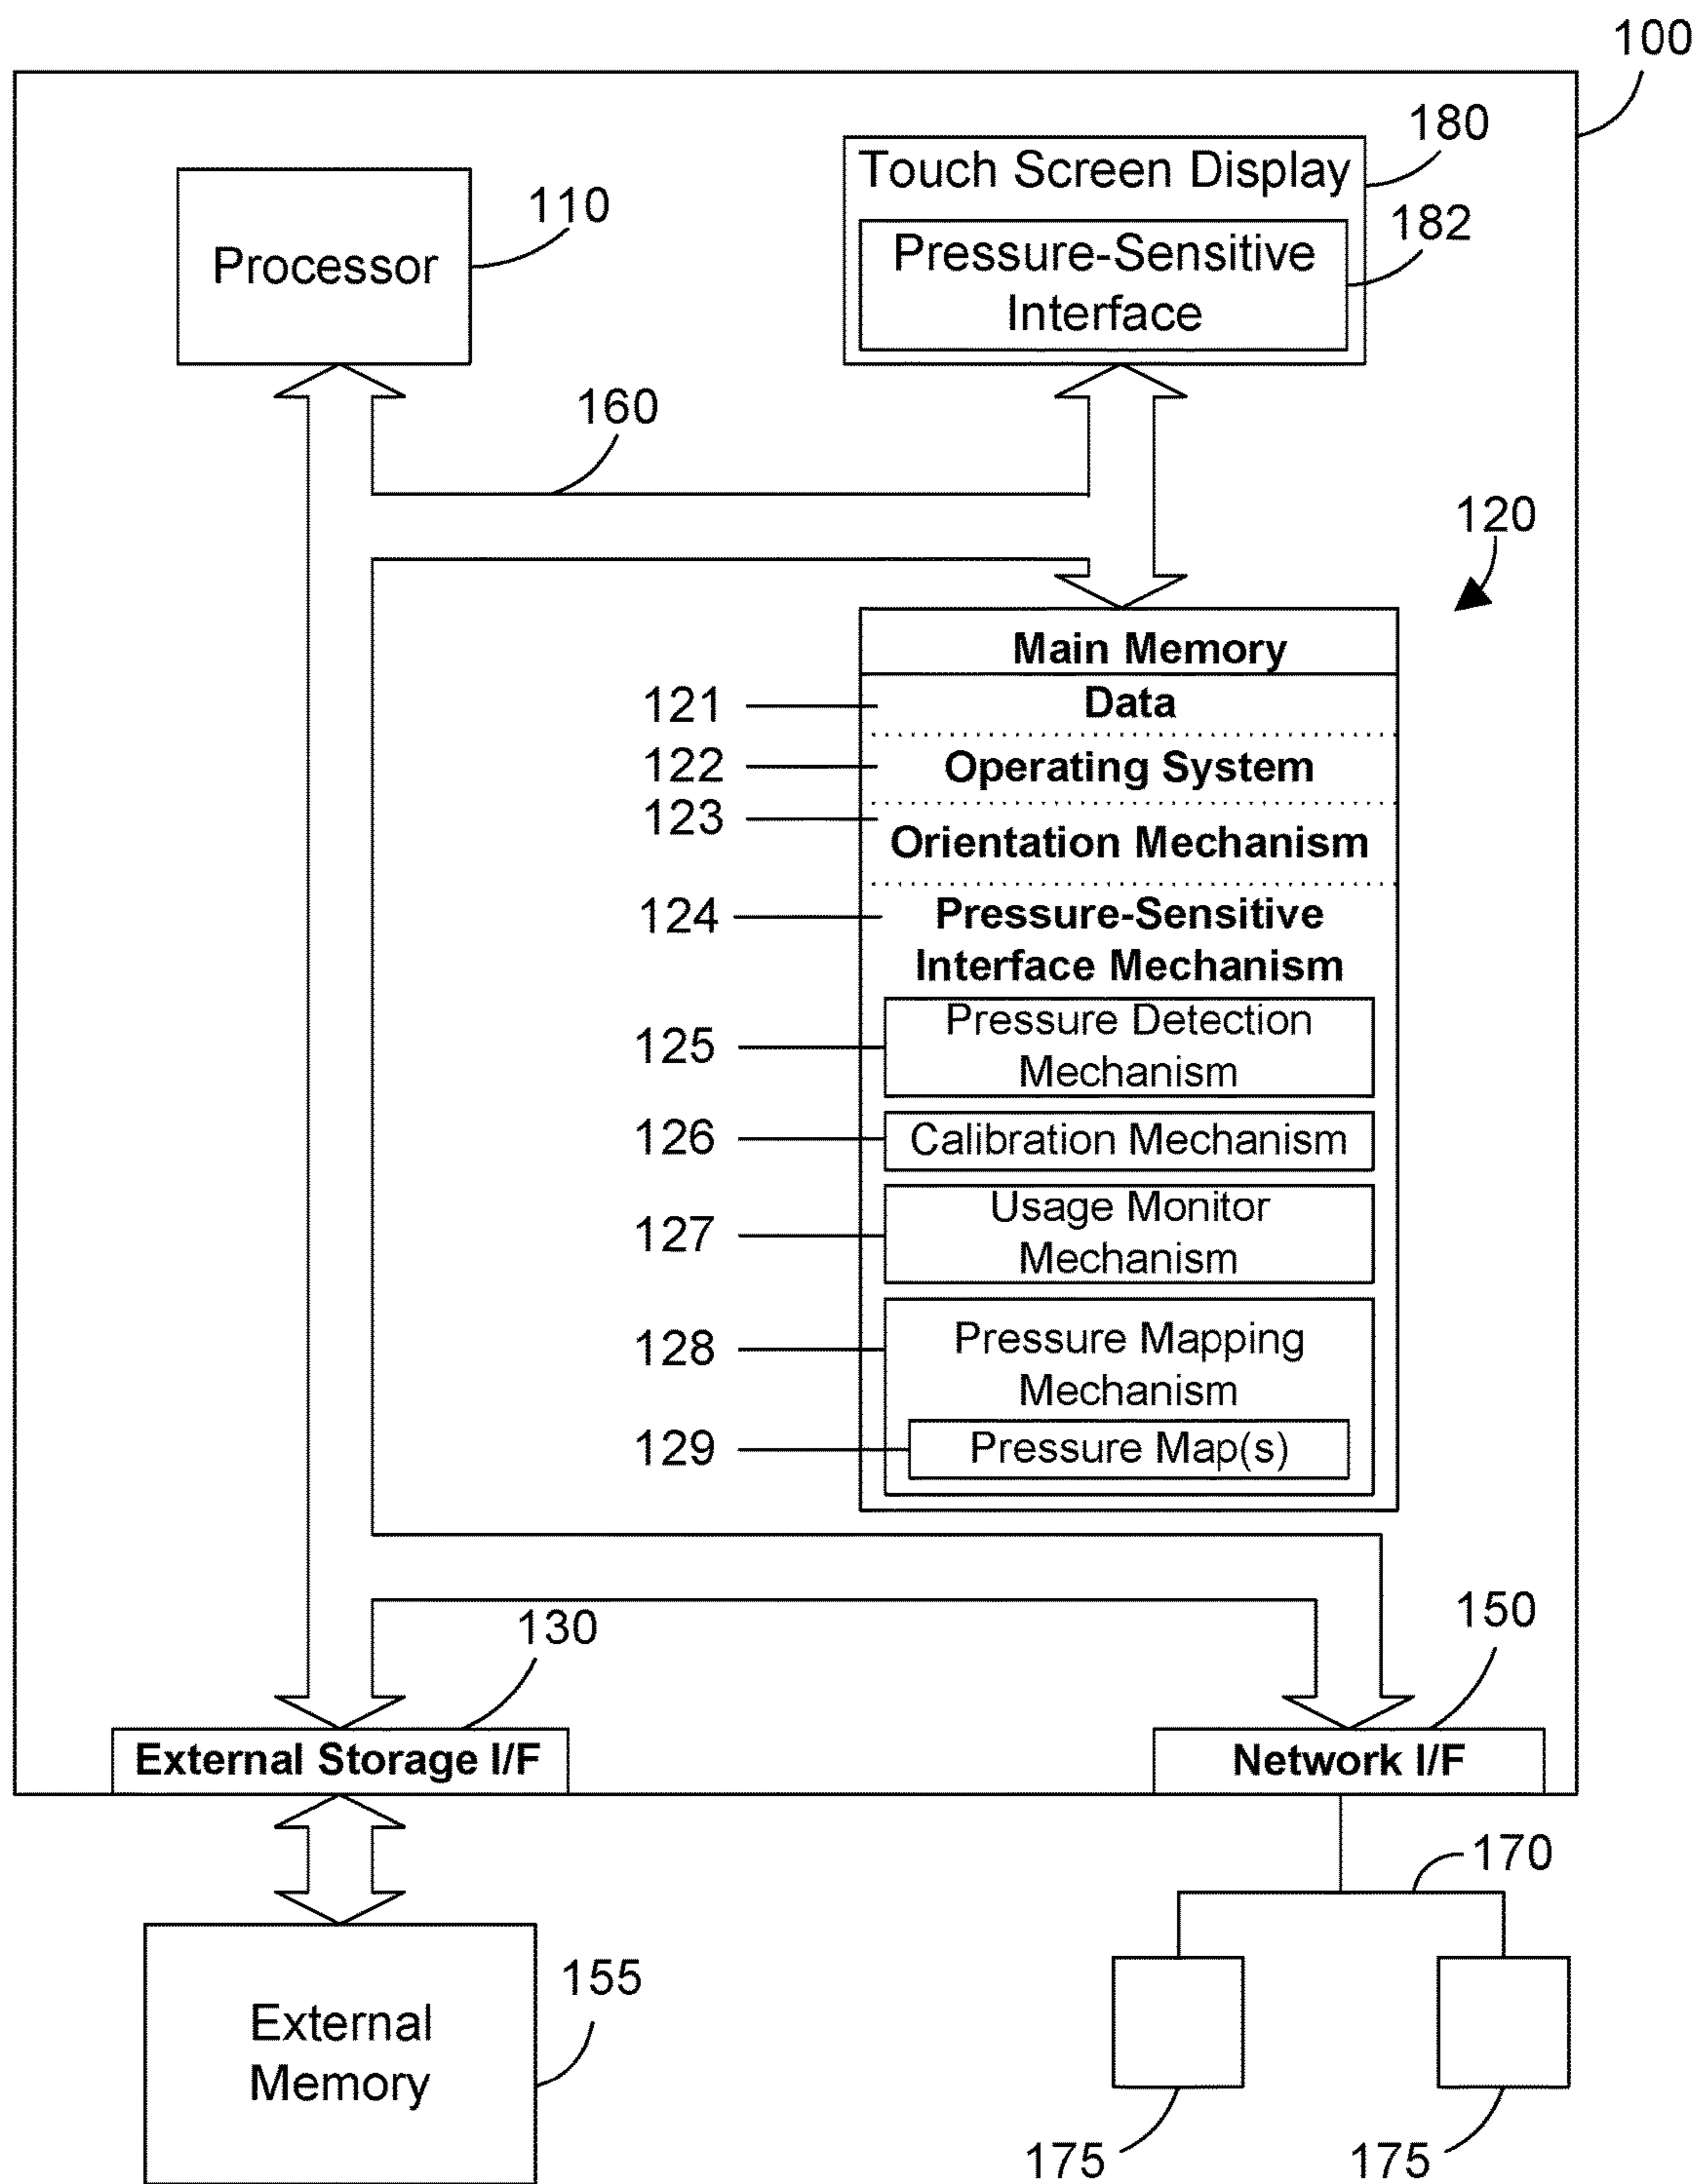 100
180
Touch Screen Display
110
182
Processor
Pressure-Sensitive
Interface
160
120
Main Memory
121
Data
122
Operating System
123
Orientation Mechanism
124
Pressure-Sensitive
Interface Mechanism
125
Pressure Detection
Mechanism
126
Calibration Mechanism
127
Usage Monitor
Mechanism
128
Pressure Mapping
Mechanism
129
Pressure Map(s)
130
150
External Storage I/F
Network I/F
170
155
External
Memory
175
175